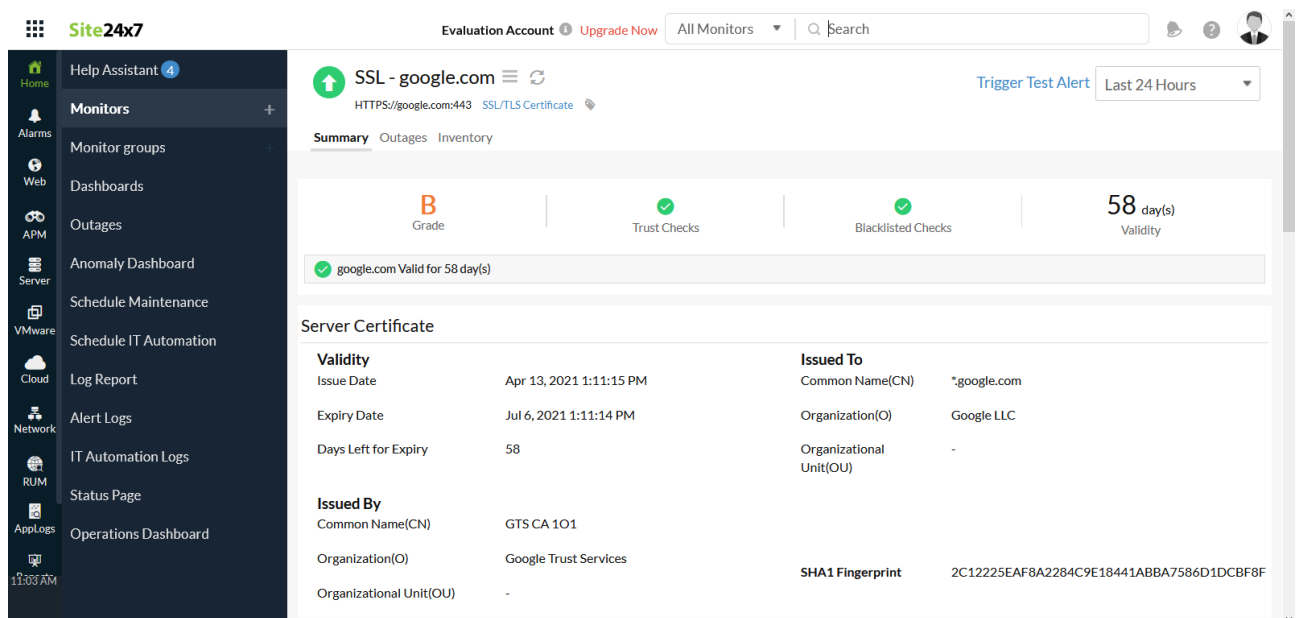 Site24x7
Evaluation Account Upgrade Now All Monitors Search
Home
Alarms
Web
APM
Server
VMware
Cloud
Network
RUM
AppLogs
11:03 AM
Help Assistant 4
Monitors +
Monitor groups +
Dashboards
Outages
Anomaly Dashboard
Schedule Maintenance
Schedule IT Automation
Log Report
Alert Logs
IT Automation Logs
Status Page
Operations Dashboard
SSL - google.com
HTTPS://google.com:443 SSL/TLS Certificate
Trigger Test Alert Last 24 Hours
Summary Outages Inventory
B
Grade
Trust Checks
Blacklisted Checks
58 day(s)
Validity
google.com Valid for 58 day(s)
Server Certificate
Validity
Issue Date Apr 13, 2021 1:11:15 PM
Expiry Date Jul 6, 2021 1:11:14 PM
Days Left for Expiry 58
Issued To
Common Name(CN) *.google.com
Organization(O) Google LLC
Organizational -
Unit(OU)
Issued By
Common Name(CN) GTS CA 1O1
Organization(O) Google Trust Services
Organizational Unit(OU) -
SHA1 Fingerprint 2C12225EAF8A2284C9E18441ABBA7586D1DCBF8F